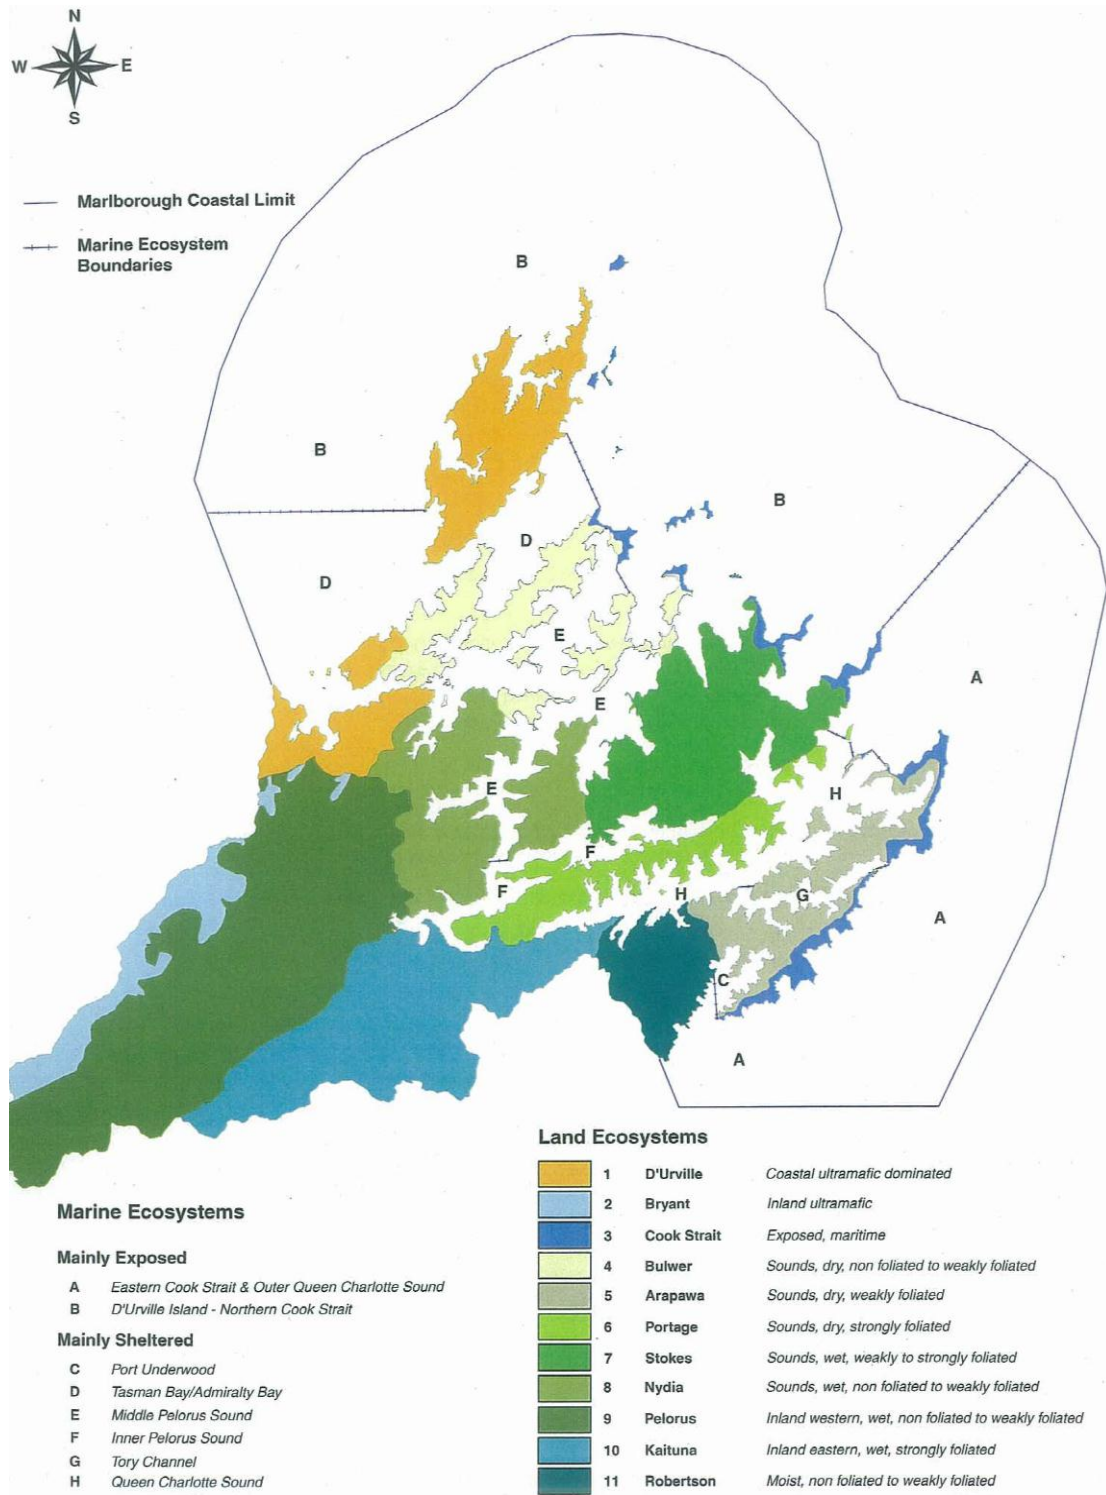 N
W E
S
Marlborough Coastal Limit
Marine Ecosystem
Boundaries
B
B
B
D
D
E
A
E
E
H
F
F
H
G
A
C
A
Land Ecosystems
1 D'Urville Coastal ultramafic dominated
2 Bryant Inland ultramafic
3 Cook Strait Exposed, maritime
4 Bulwer Sounds, dry, non foliated to weakly foliated
5 Arapawa Sounds, dry, weakly foliated
6 Portage Sounds, dry, strongly foliated
7 Stokes Sounds, wet, weakly to strongly foliated
8 Nydia Sounds, wet, non foliated to weakly foliated
9 Pelorus Inland western, wet, non foliated to weakly foliated
10 Kaituna Inland eastern, wet, strongly foliated
11 Robertson Moist, non foliated to weakly foliated
Marine Ecosystems
Mainly Exposed
A Eastern Cook Strait & Outer Queen Charlotte Sound
B D'Urville Island - Northern Cook Strait
Mainly Sheltered
C Port Underwood
D Tasman Bay/Admiralty Bay
E Middle Pelorus Sound
F Inner Pelorus Sound
G Tory Channel
H Queen Charlotte Sound